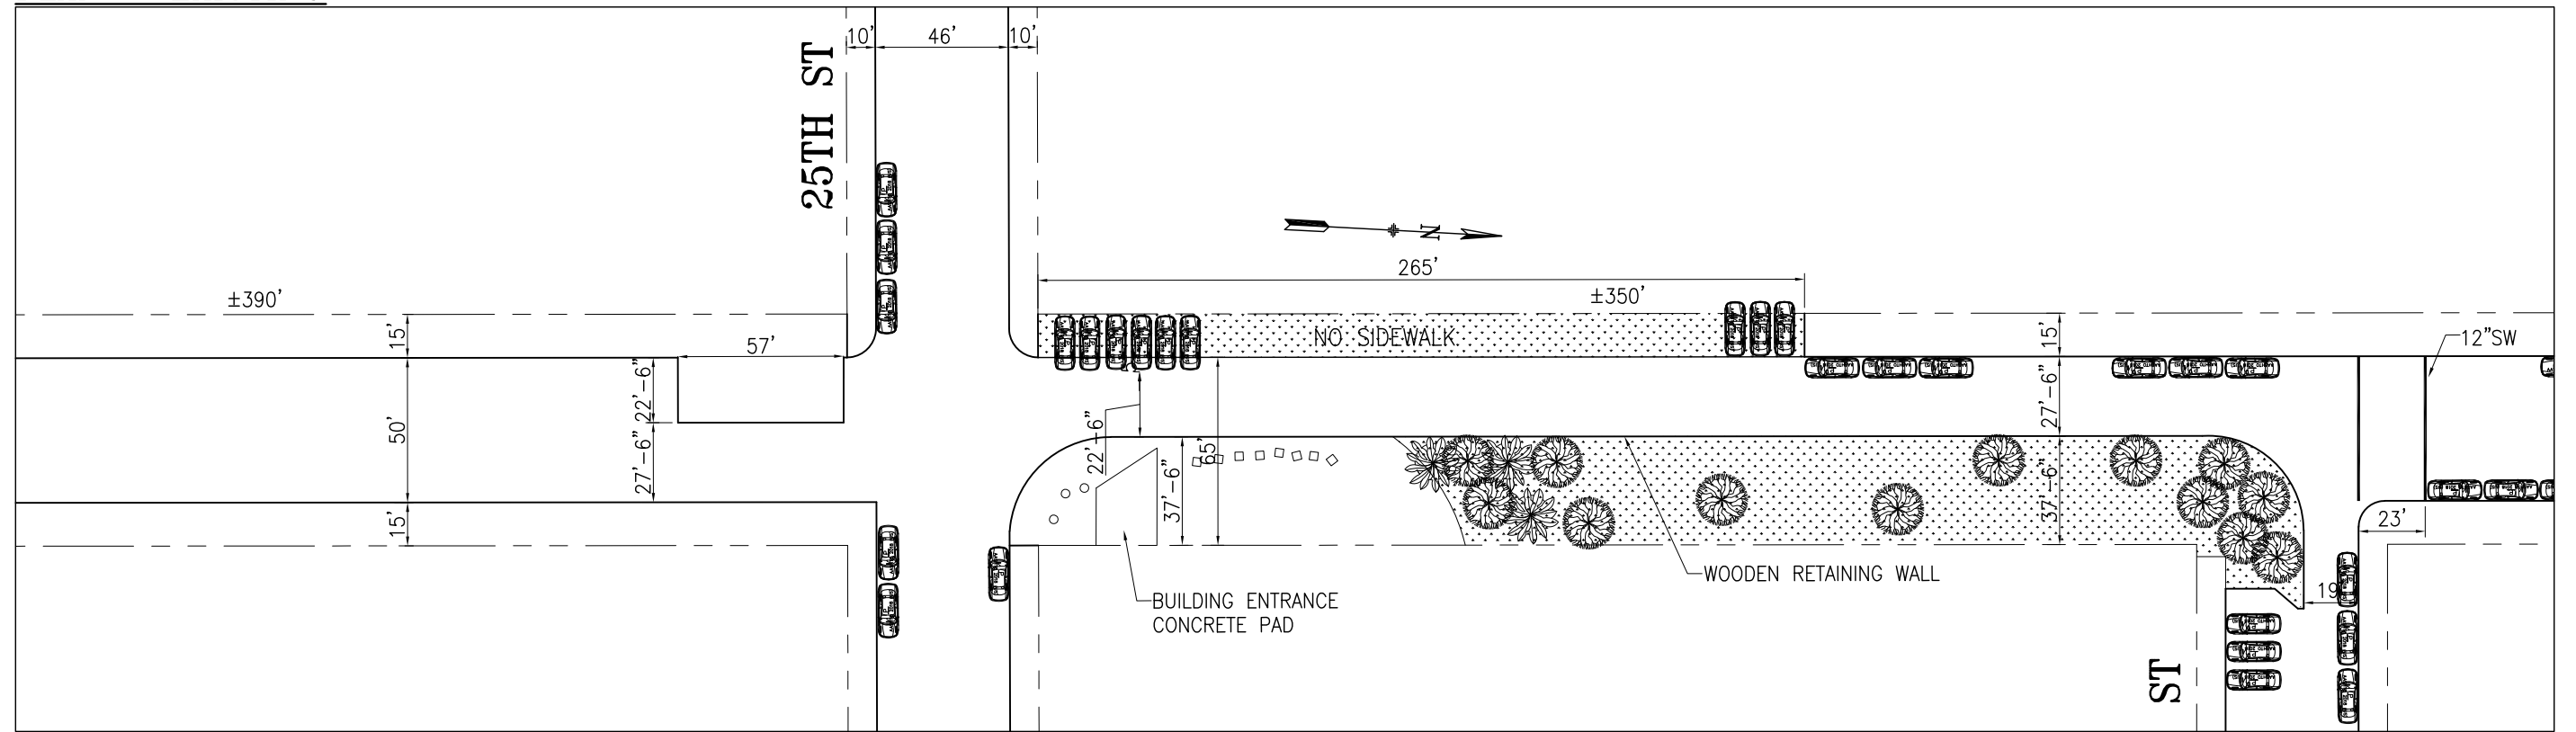 10'
46'
10'
25TH ST
N
265'
±390'
±350'
15'
57'
NO SIDEWALK
15'
12"SW
22'-6"
50'
27'-6"
22'-6"
37'-6"
65'
27'-6"
37'-6"
15'
23'
19'
WOODEN RETAINING WALL
BUILDING ENTRANCE
CONCRETE PAD
ST